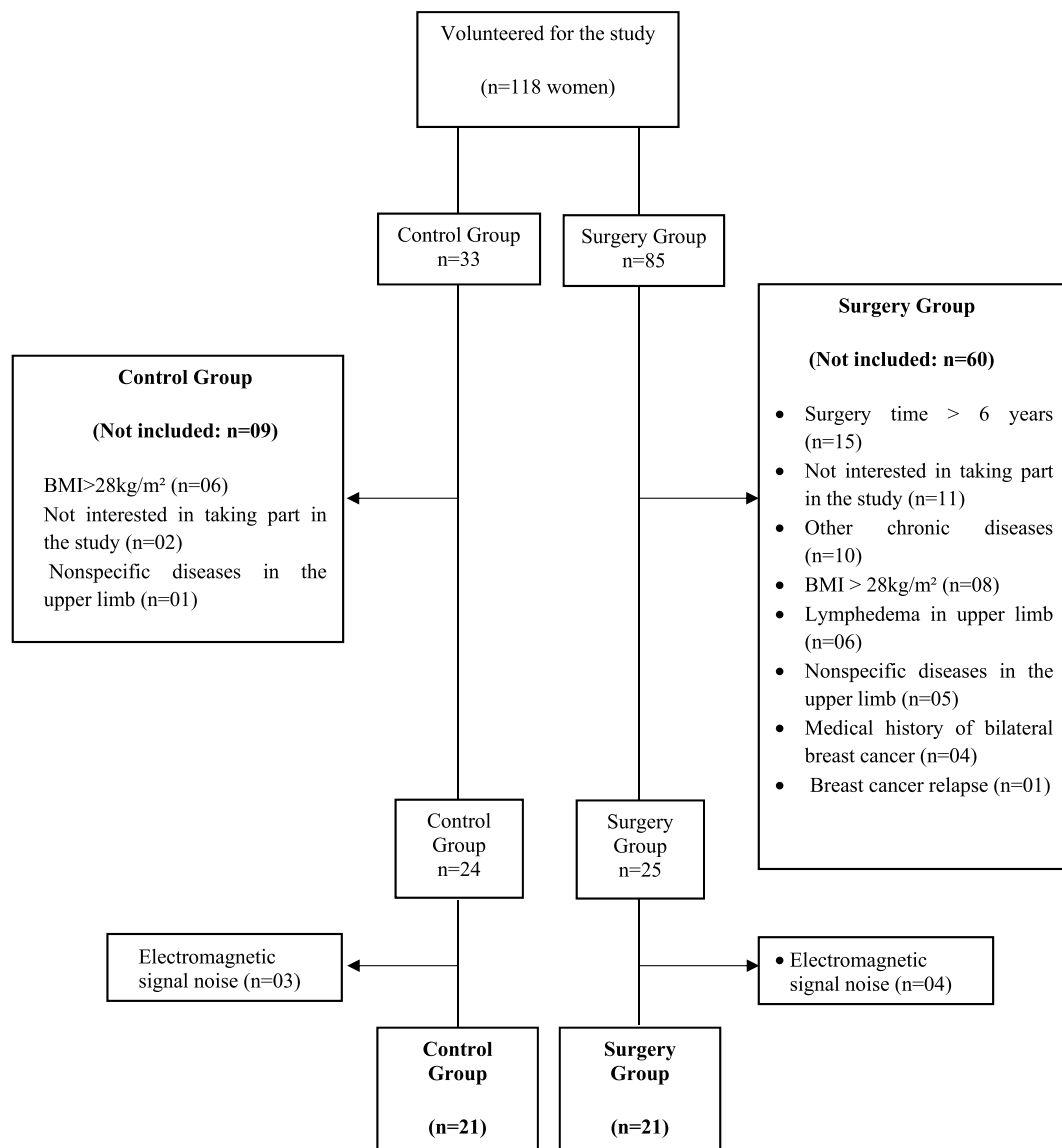 Volunteered for the study
(n=118 women)
Control Group
n=33
Surgery Group
n=85
Control Group
(Not included: n=09)
BMI>28kg/m² (n=06)
Not interested in taking part in
the study (n=02)
Nonspecific diseases in the
upper limb (n=01)
Surgery Group
(Not included: n=60)
• Surgery time > 6 years
(n=15)
• Not interested in taking part
in the study (n=11)
• Other chronic diseases
(n=10)
• BMI > 28kg/m² (n=08)
• Lymphedema in upper limb
(n=06)
• Nonspecific diseases in the
upper limb (n=05)
• Medical history of bilateral
breast cancer (n=04)
• Breast cancer relapse (n=01)
Control
Group
n=24
Surgery
Group
n=25
Electromagnetic
signal noise (n=03)
• Electromagnetic
signal noise (n=04)
Control
Group
(n=21)
Surgery
Group
(n=21)